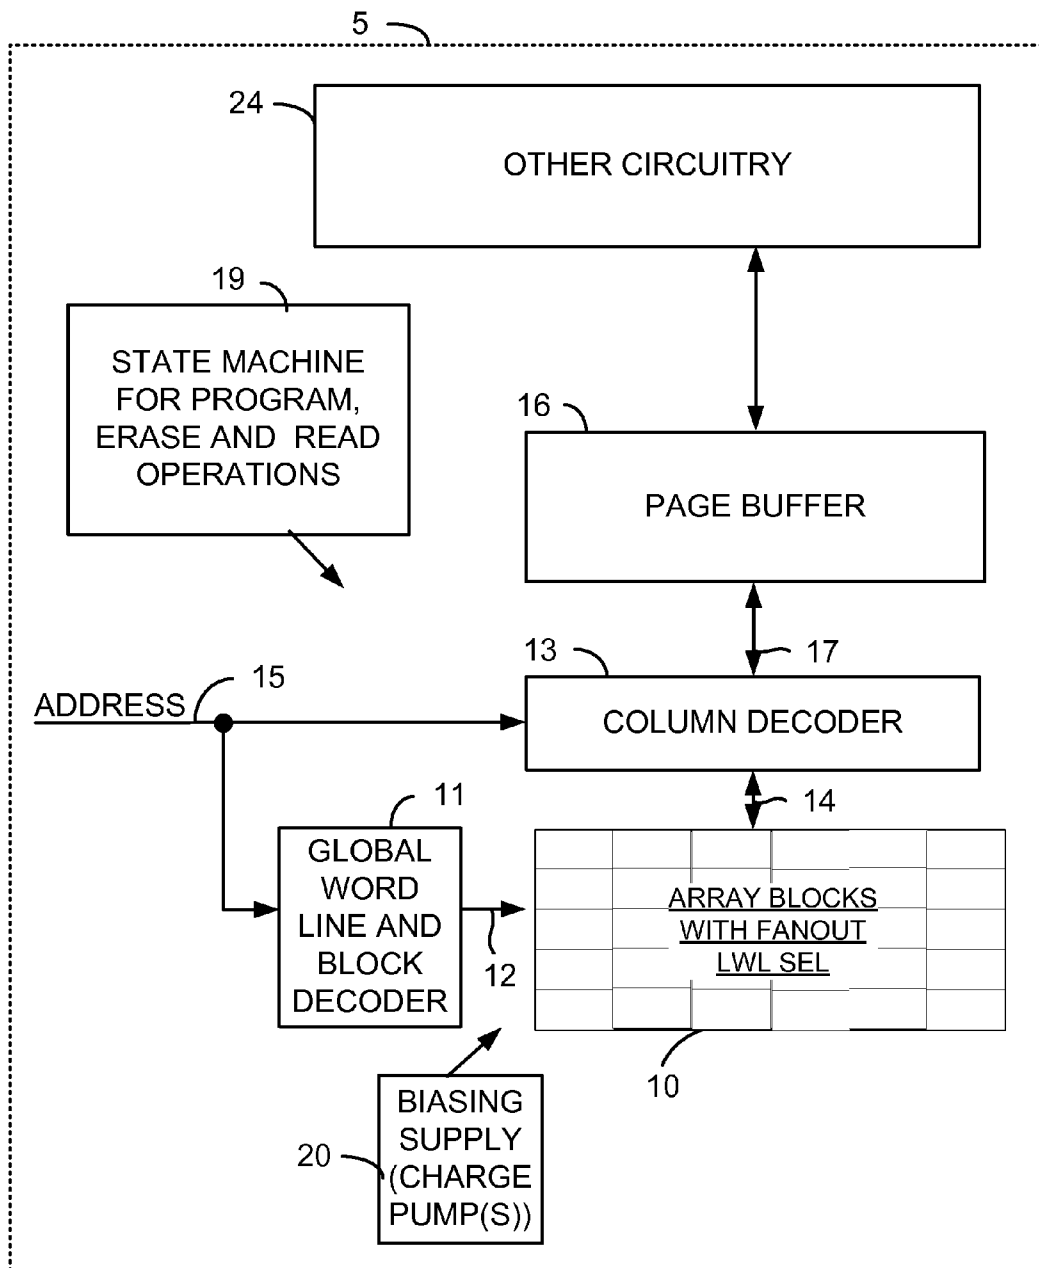 5
24
OTHER CIRCUITRY
19
STATE MACHINE
FOR PROGRAM,
ERASE AND READ
OPERATIONS
16
PAGE BUFFER
17
13
ADDRESS
15
COLUMN DECODER
14
11
GLOBAL
WORD
LINE AND
BLOCK
DECODER
12
ARRAY BLOCKS
WITH FANOUT
LWL SEL
10
BIASING
SUPPLY
(CHARGE
PUMP(S))
20